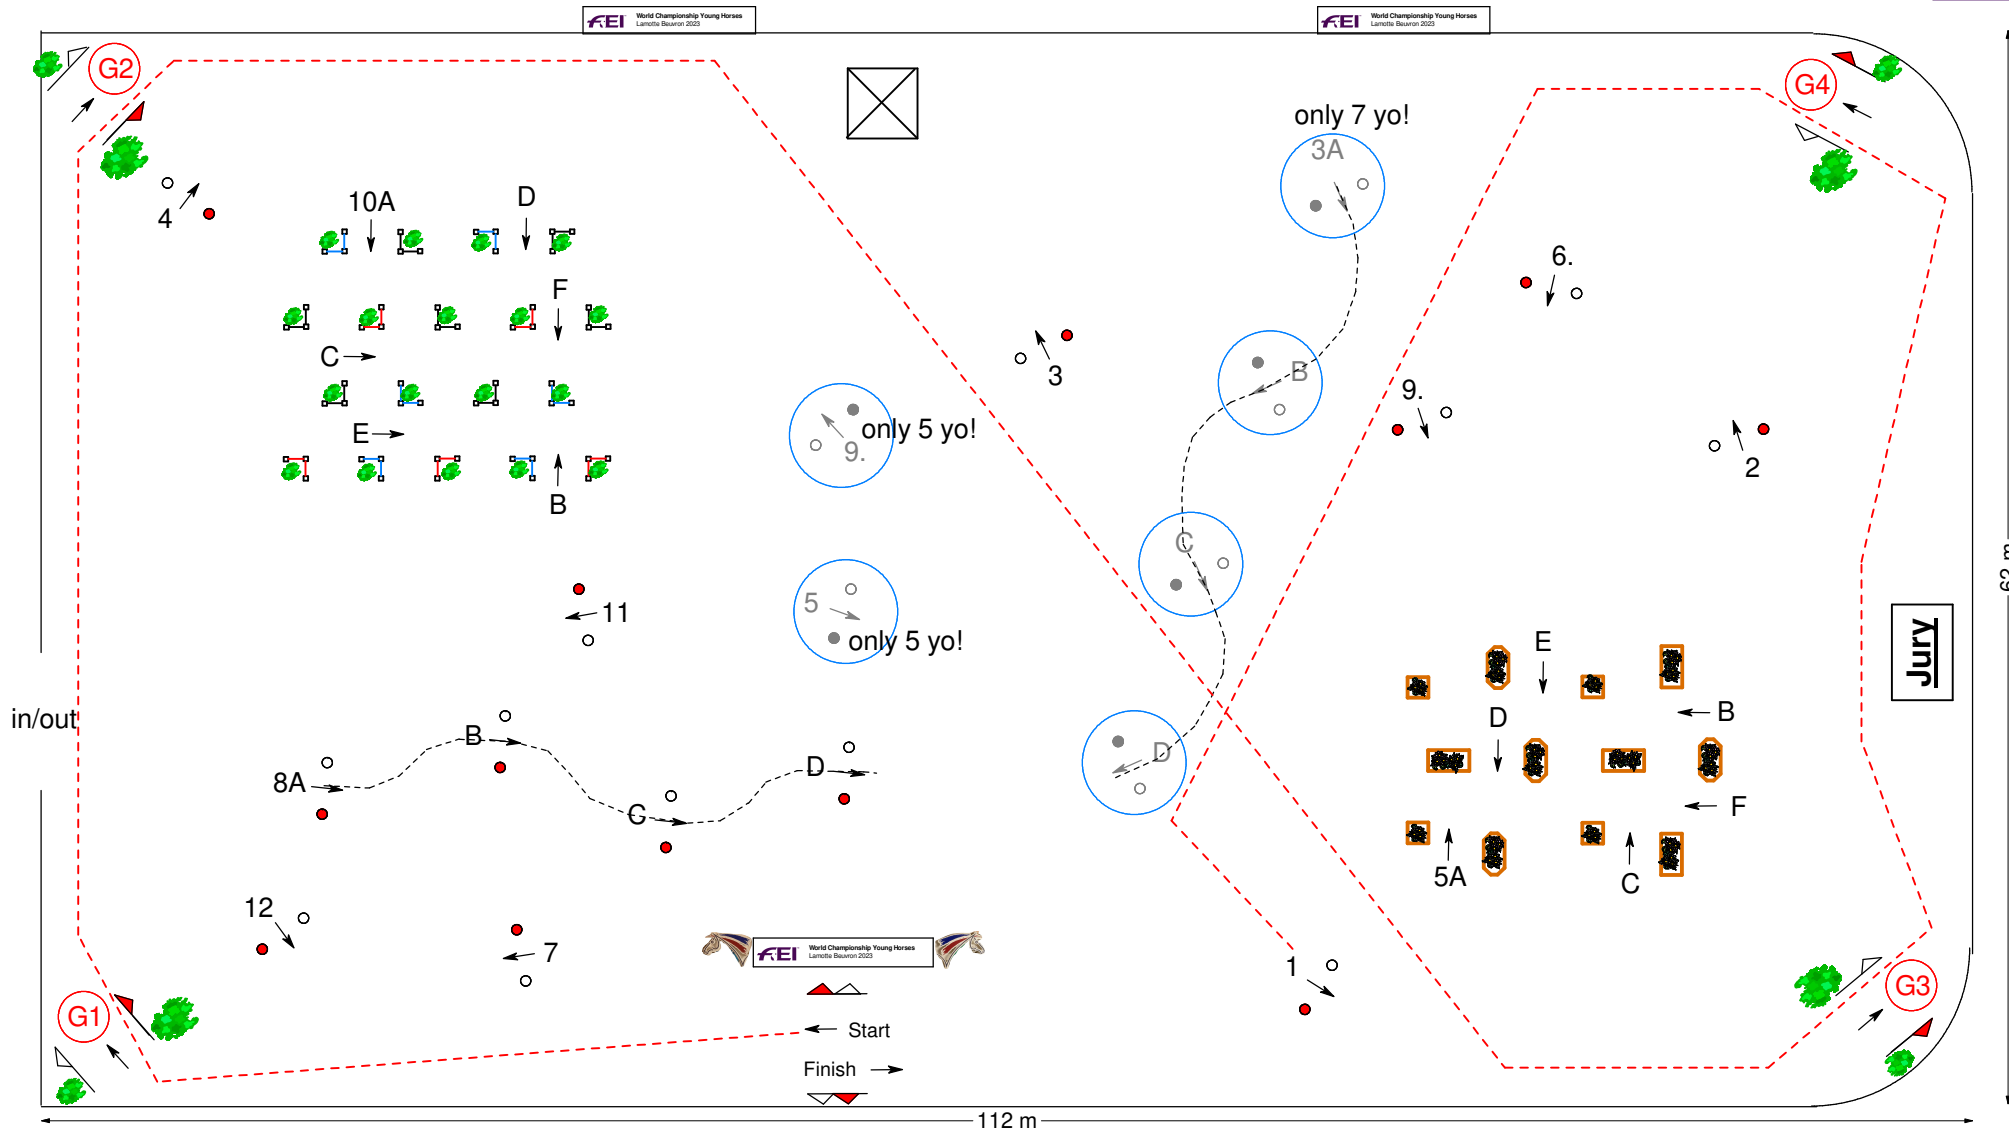 FEI World Championship Young Horses
Lamotte Beuvron 2023
FEI World Championship Young Horses
Lamotte Beuvron 2023
G2
G4
only 7 yo!
3A
4
10A
D
F
C
E
B
6.
3
B
9.
2
only 5 yo!
9.
C
11
5
only 5 yo!
E
B
D
F
5A
C
Jury
62 m
in/out
8A
B
C
D
D
12
7
FEI World Championship Young Horses
Lamotte Beuvron 2023
1
G1
G3
Start
Finish
112 m